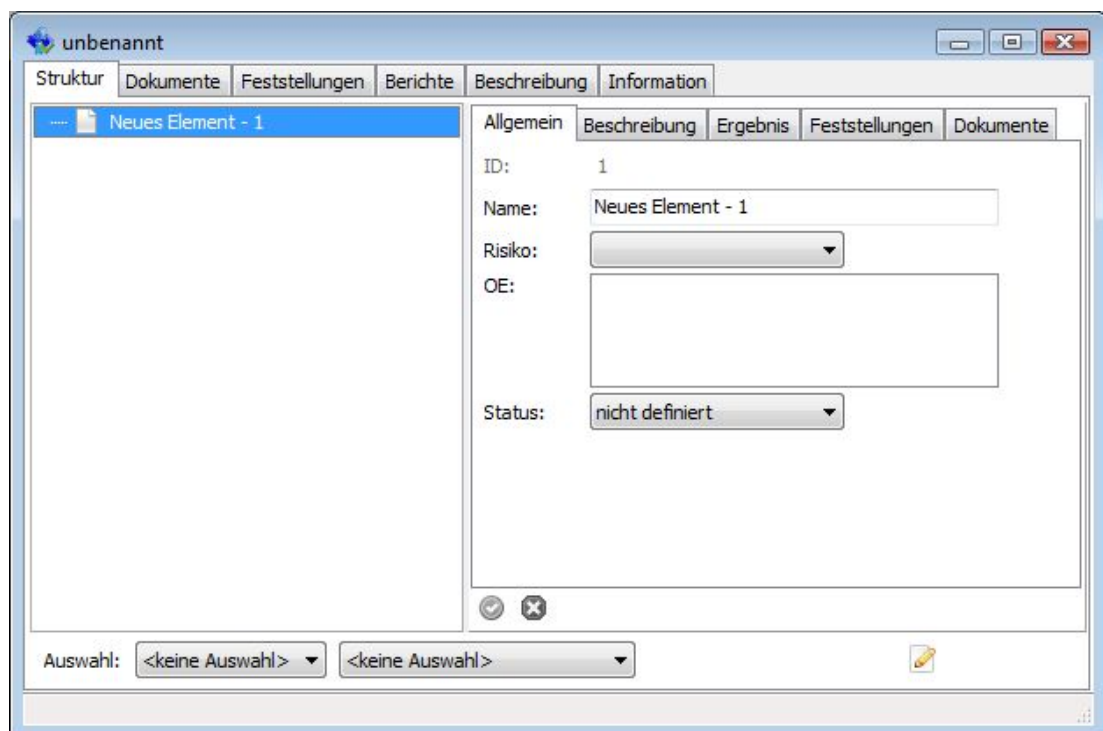 unbenannt
Struktur Dokumente Feststellungen Berichte Beschreibung Information
Neues Element - 1
Allgemein Beschreibung Ergebnis Feststellungen Dokumente
ID: 1
Name: Neues Element - 1
Risiko:
OE:
Status: nicht definiert
Auswahl: <keine Auswahl> <keine Auswahl>